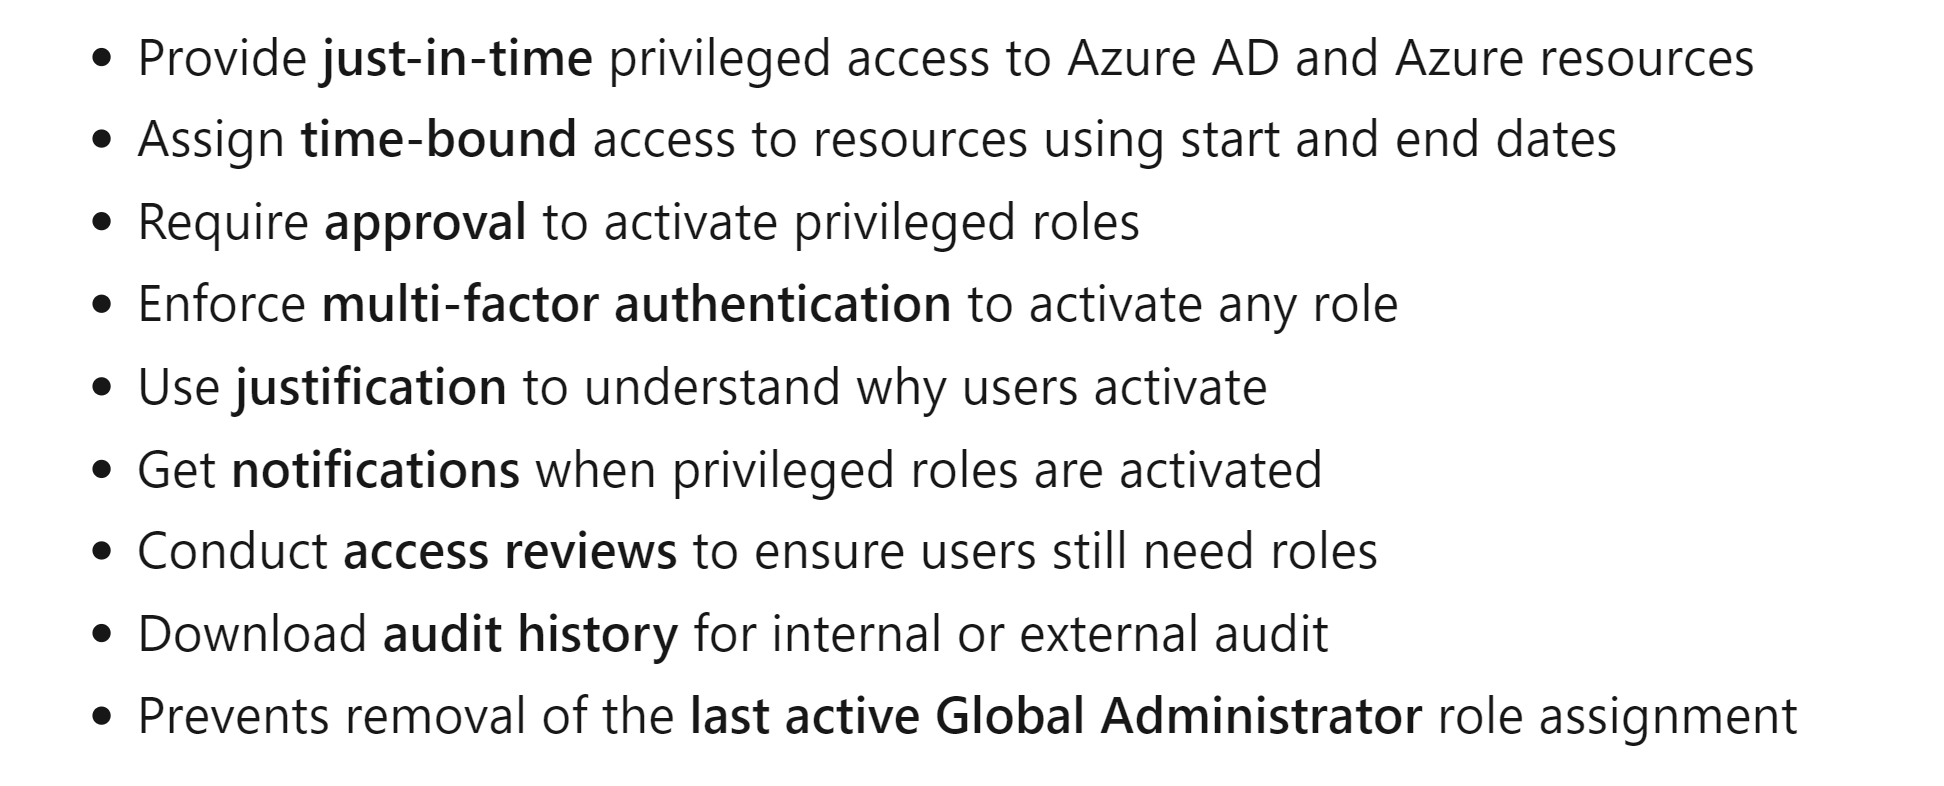 • Provide just-in-time privileged access to Azure AD and Azure resources
• Assign time-bound access to resources using start and end dates
• Require approval to activate privileged roles
• Enforce multi-factor authentication to activate any role
• Use justification to understand why users activate
• Get notifications when privileged roles are activated
• Conduct access reviews to ensure users still need roles
• Download audit history for internal or external audit
• Prevents removal of the last active Global Administrator role assignment